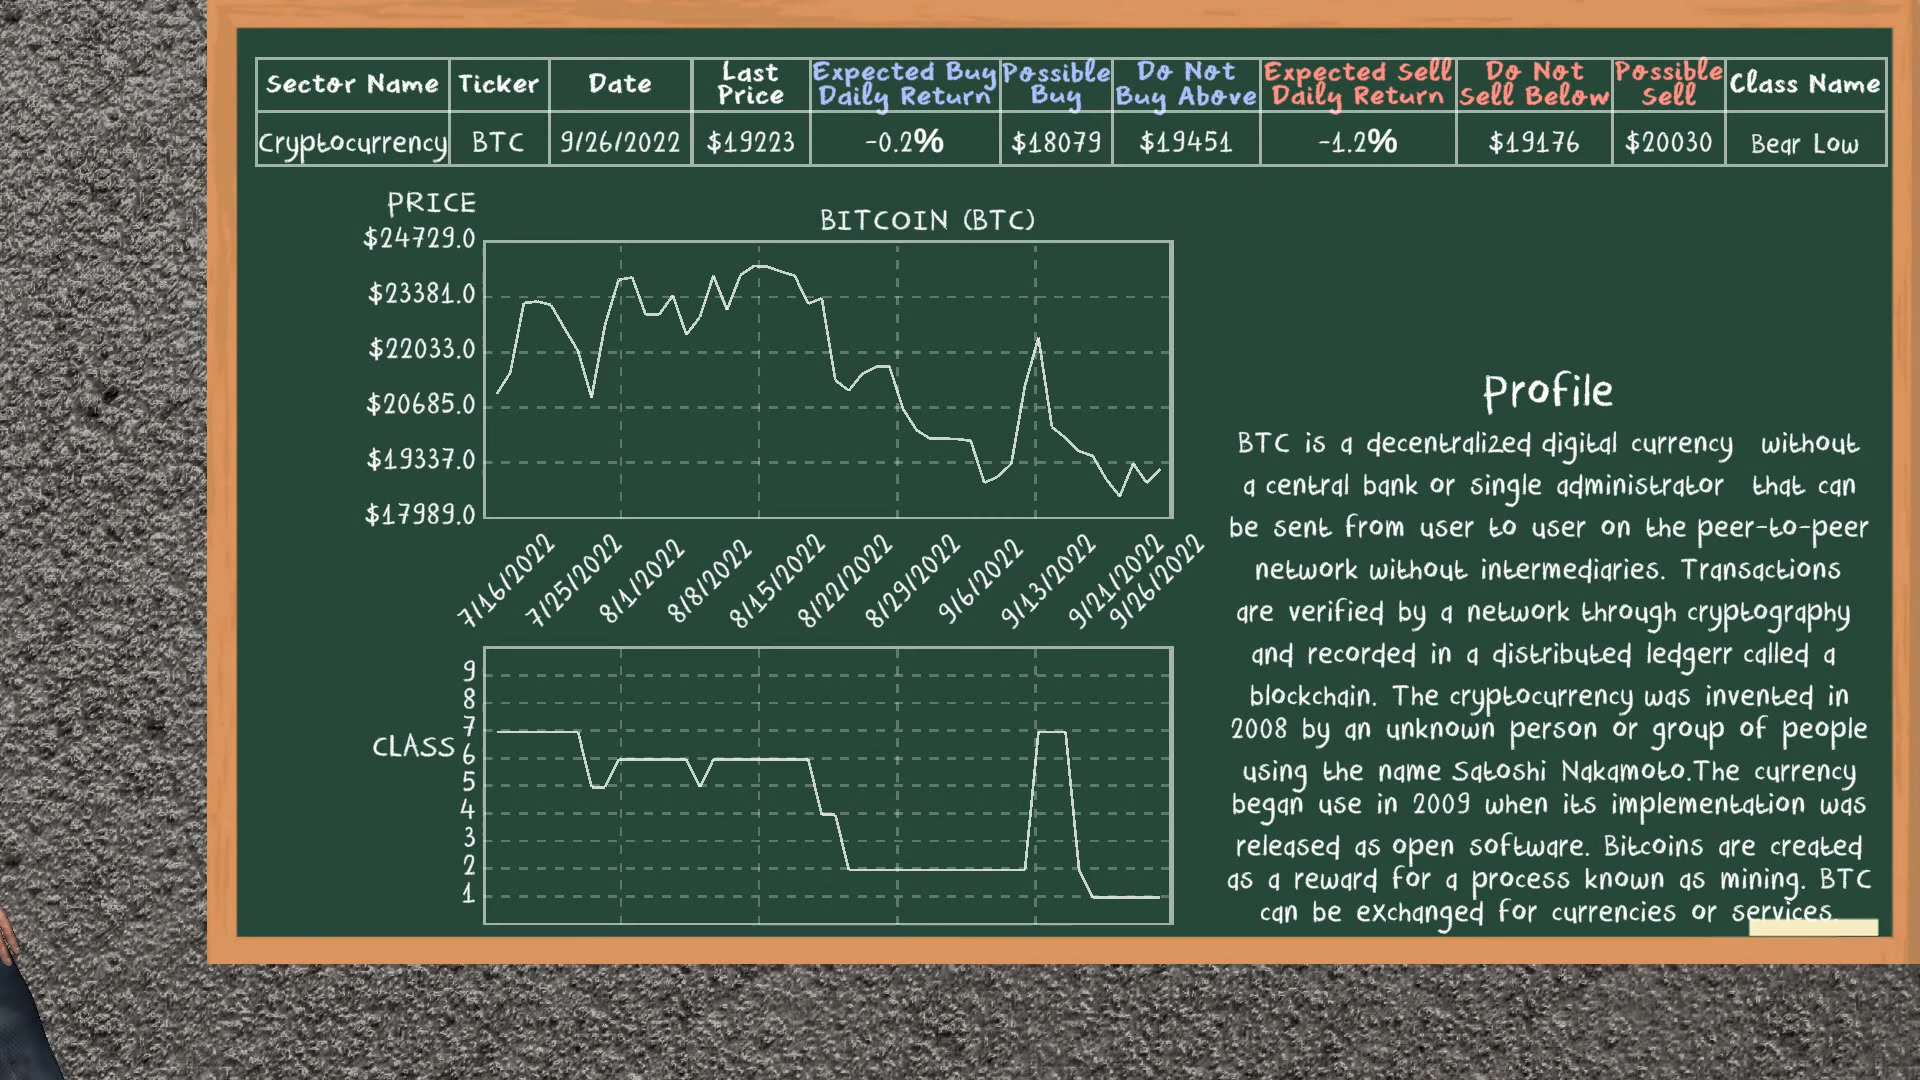 Sector Name Ticker Date Last Price Expected Buy Daily Return Possible Buy Do Not Buy Above Expected Sell Daily Return Do Not Sell Below Possible Sell Class Name
Cryptocurrency BTC 9/26/2022 $19223 -0.2% $18079 $19451 -1.2% $19176 $20030 Bear Low
PRICE
BITCOIN (BTC)
$24729.0
$23381.0
$22033.0
$20685.0
$19337.0
$17989.0
7/16/2022 7/25/2022 8/1/2022 8/8/2022 8/15/2022 8/22/2022 8/29/2022 9/6/2022 9/13/2022 9/21/2022 9/26/2022
CLASS
9
8
7
6
5
4
3
2
1
Profile
BTC is a decentralized digital currency without
a central bank or single administrator that can
be sent from user to user on the peer-to-peer
network without intermediaries. Transactions
are verified by a network through cryptography
and recorded in a distributed ledgerr called a
blockchain. The cryptocurrency was invented in
2008 by an unknown person or group of people
using the name Satoshi Nakamoto.The currency
began use in 2009 when its implementation was
released as open software. Bitcoins are created
as a reward for a process known as mining. BTC
can be exchanged for currencies or services.